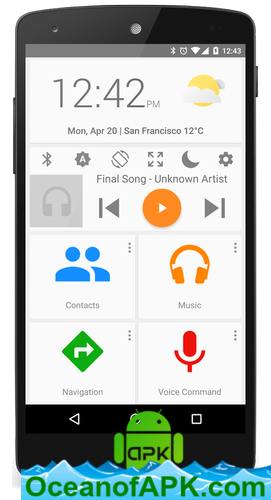 12:43
12:42 PM
Mon, Apr 20 | San Francisco 12°C
A
Final Song - Unknown Artist
Contacts
Music
Navigation
Voice Command
APK
OceanofAPK.com